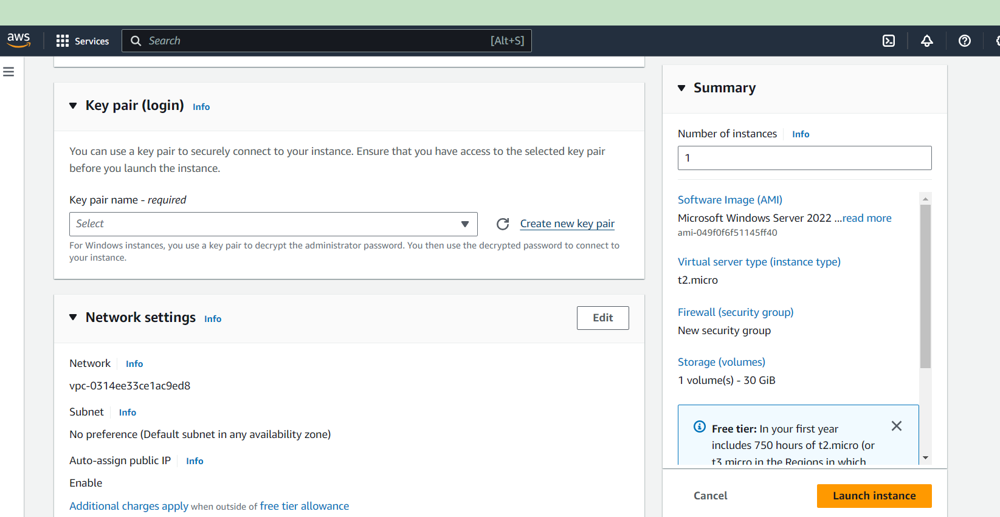 aws
Services
Search
[Alt+S]
Key pair (login) Info
You can use a key pair to securely connect to your instance. Ensure that you have access to the selected key pair
before you launch the instance.
Key pair name - required
Select
Create new key pair
For Windows instances, you use a key pair to decrypt the administrator password. You then use the decrypted password to connect to
your instance.
Network settings Info
Edit
Network Info
vpc-0314ee33ce1ac9ed8
Subnet Info
No preference (Default subnet in any availability zone)
Auto-assign public IP Info
Enable
Additional charges apply when outside of free tier allowance
Summary
Number of instances Info
1
Software Image (AMI)
Microsoft Windows Server 2022 ...read more
ami-049f0f6f51145ff40
Virtual server type (instance type)
t2.micro
Firewall (security group)
New security group
Storage (volumes)
1 volume(s) - 30 GiB
Free tier: In your first year
includes 750 hours of t2.micro (or
t3.micro in the Regions in which
Cancel
Launch instance